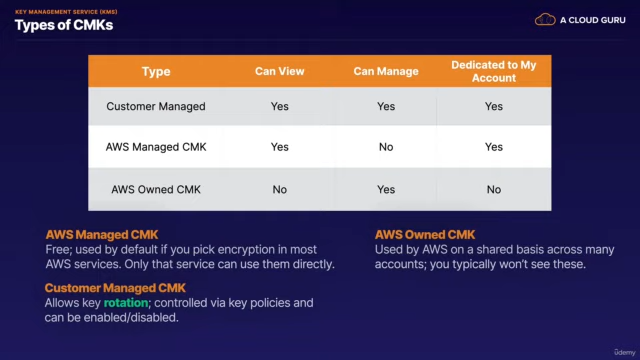 KEY MANAGEMENT SERVICE (KMS)
Types of CMKs
A CLOUD GURU
Type Can View Can Manage Dedicated to My Account
Customer Managed Yes Yes Yes
AWS Managed CMK Yes No Yes
AWS Owned CMK No Yes No
AWS Managed CMK
Free; used by default if you pick encryption in most
AWS services. Only that service can use them directly.
Customer Managed CMK
Allows key rotation; controlled via key policies and
can be enabled/disabled.
AWS Owned CMK
Used by AWS on a shared basis across many
accounts; you typically won't see these.
ûdemy